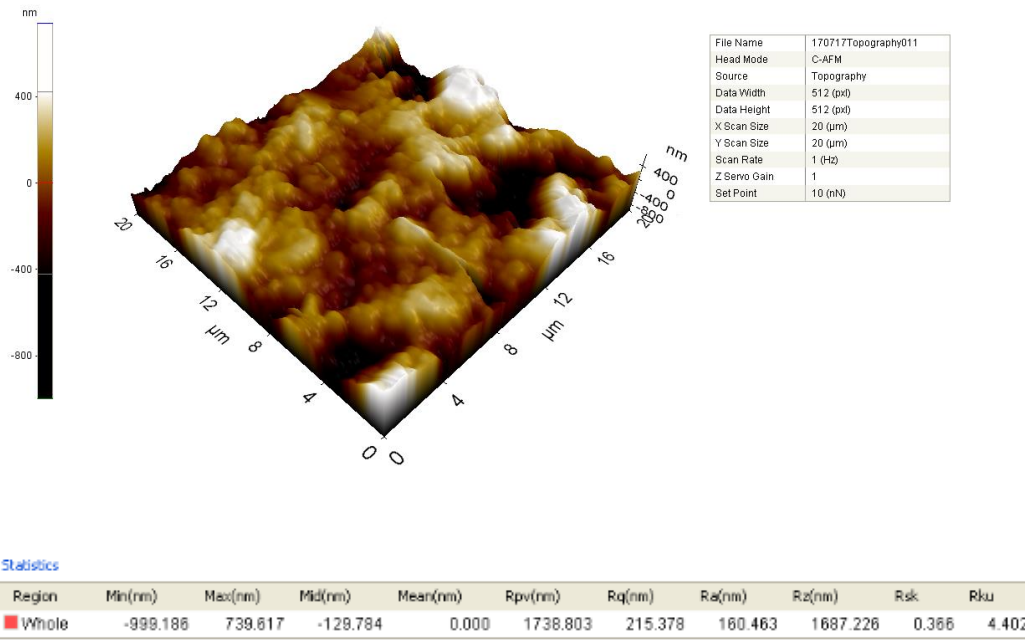 nm
400
0
-400
-800
File Name 170717Topography011
Head Mode C-AFM
Source Topography
Data Width 512 (pxl)
Data Height 512 (pxl)
X Scan Size 20 (µm)
Y Scan Size 20 (µm)
Scan Rate 1 (Hz)
Z Servo Gain 1
Set Point 10 (nN)
nm
400
0
-400
-800
20
16
12
µm
8
4
0
0
4
8
µm
12
16
20
Statistics
Region Min(nm) Max(nm) Mid(nm) Mean(nm) Rpv(nm) Rq(nm) Ra(nm) Rz(nm) Rsk Rku
Whole -999.186 739.617 -129.784 0.000 1738.803 215.378 160.463 1687.226 0.366 4.402